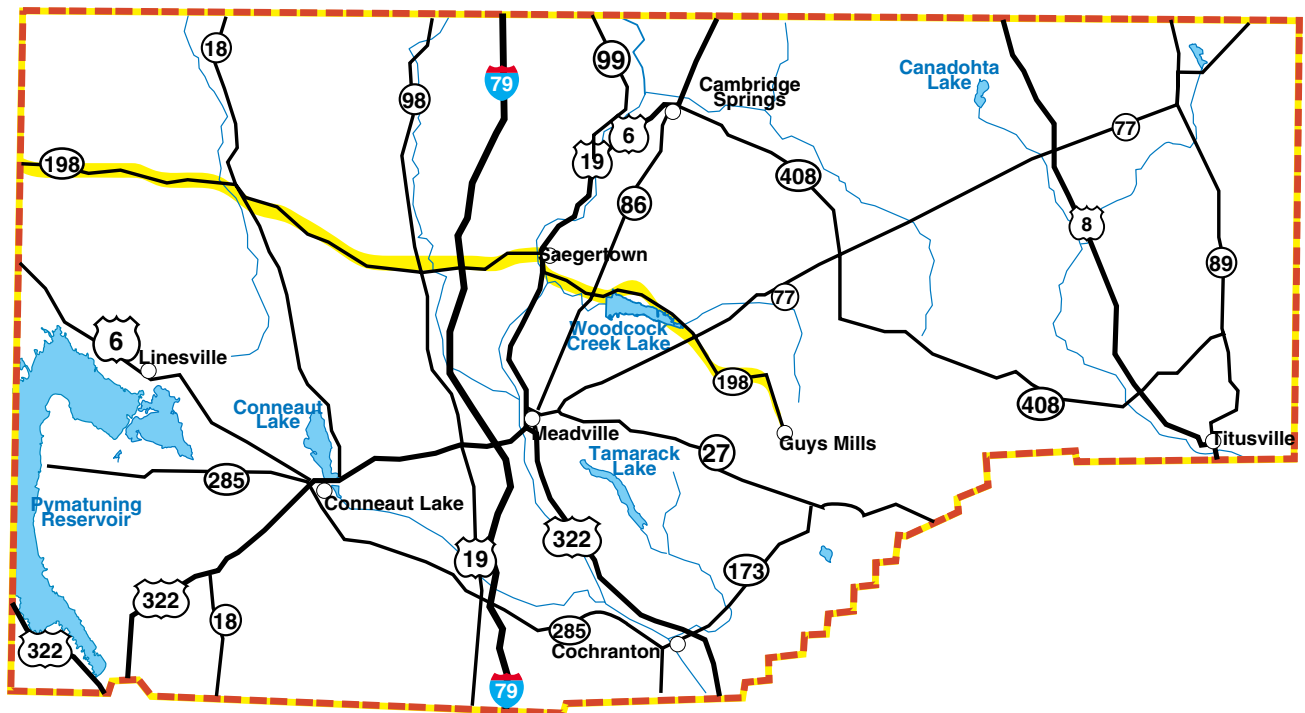 18
79
99
98
Cambridge
Springs
Canadohta
Lake
77
6
19
198
408
86
8
Saegertown
89
77
Woodcock
Creek Lake
6
Linesville
198
Conneaut
Lake
408
Meadville
Guys Mills
Titusville
27
Tamarack
Lake
285
Conneaut Lake
Pymatuning
Reservoir
322
19
173
322
18
285
322
Cochranton
79